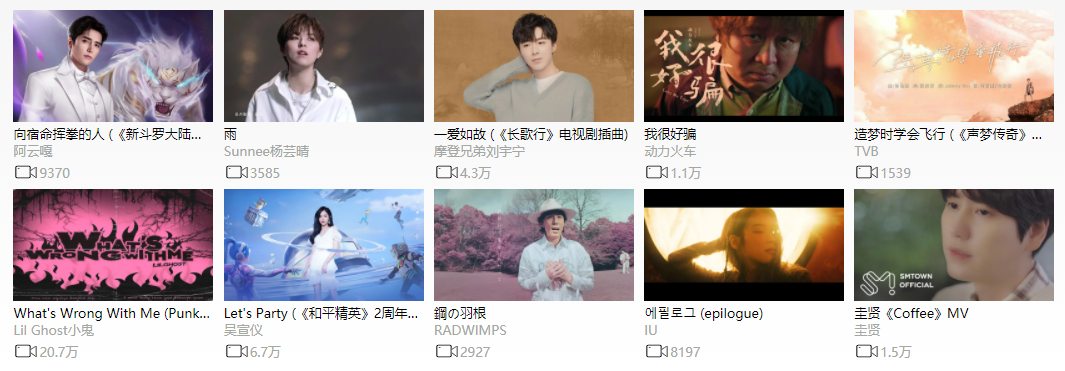 我很好骗
向宿命挥拳的人 (《新斗罗大陆...
阿云嘎
9370
雨
Sunnee杨芸晴
3585
一爱如故 (《长歌行》电视剧插曲)
摩登兄弟刘宇宁
4.3万
我很好骗
动力火车
1.1万
造梦时学会飞行 (《声梦传奇》...
TVB
1539
WHAT'S
WRONG WITH ME
LIL GHOST
SMTOWN
OFFICIAL
What's Wrong With Me (Punk...
Lil Ghost小鬼
20.7万
Let's Party (《和平精英》2周年...
吴宣仪
6.7万
鋼の羽根
RADWIMPS
2927
에필로그 (epilogue)
IU
8197
圭贤《Coffee》MV
圭贤
1.5万